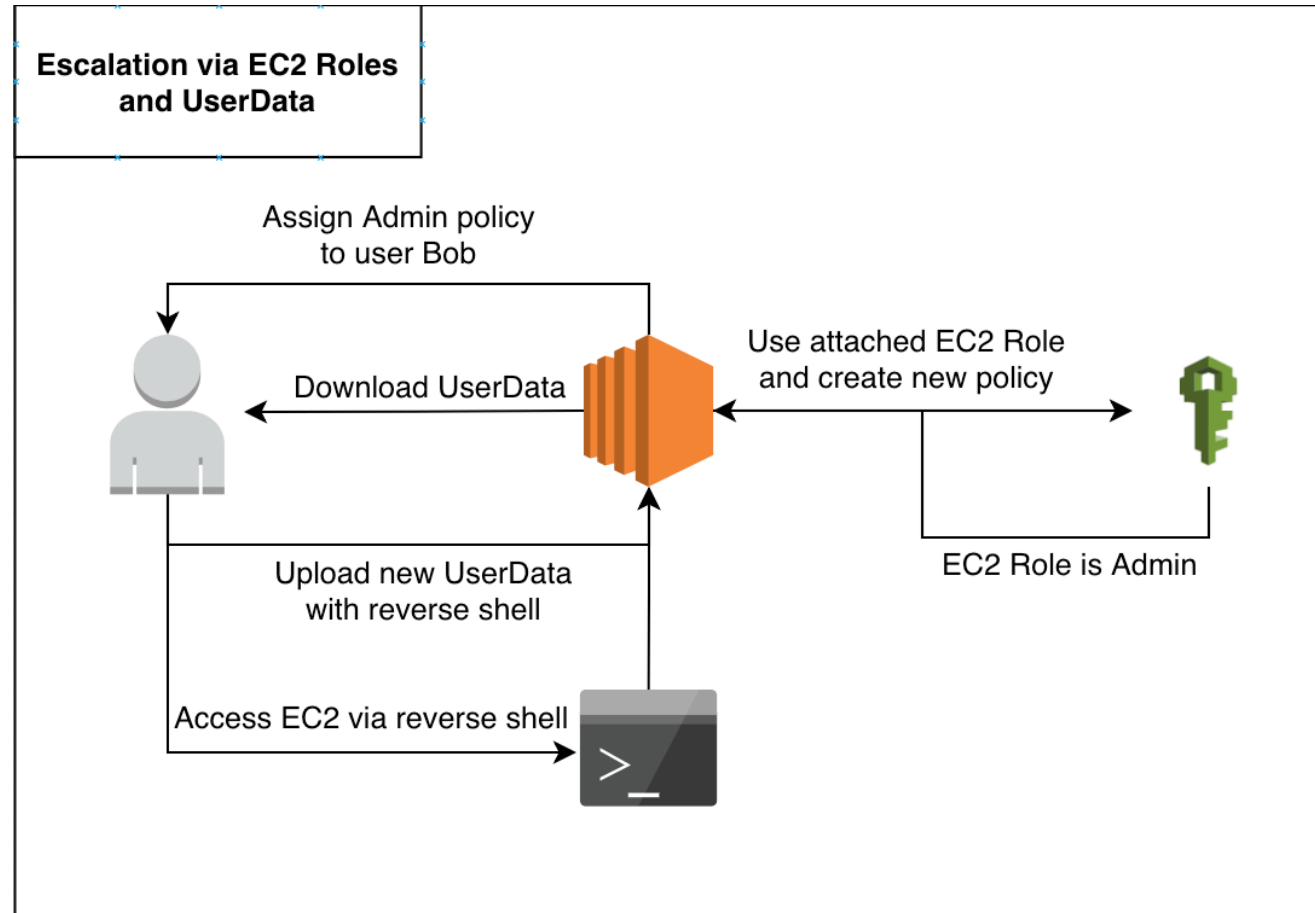 Escalation via EC2 Roles
and UserData
Assign Admin policy
to user Bob
Download UserData
Use attached EC2 Role
and create new policy
EC2 Role is Admin
Upload new UserData
with reverse shell
Access EC2 via reverse shell
>_